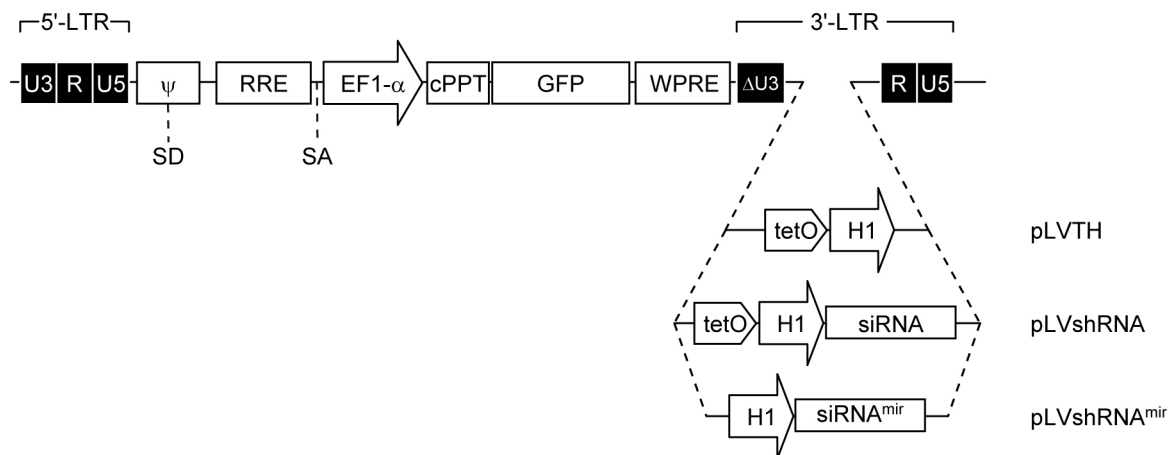 5'-LTR 3'-LTR
U3 R U5 ψ RRE EF1-α cPPT GFP WPRE ΔU3 R U5
SD SA
tetO H1 pLVTH
tetO H1 siRNA pLVshRNA
H1 siRNAmir pLVshRNAmir